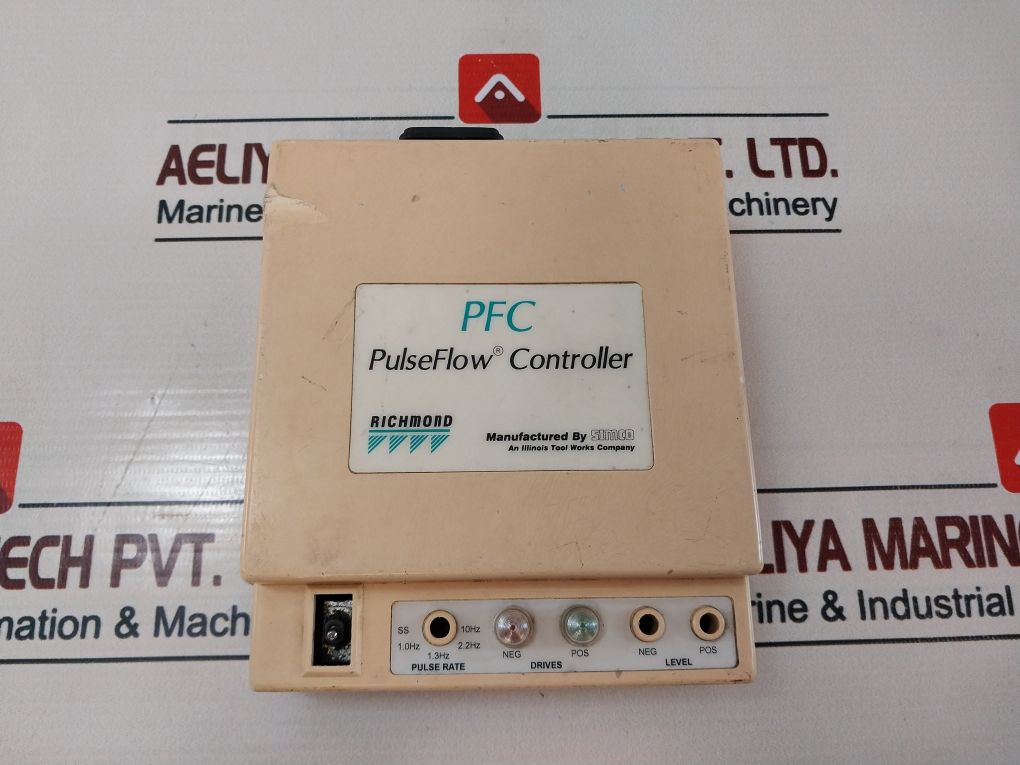 AELIY . LTD.
Marine chinery
PFC
PulseFlow® Controller
RICHMOND
Manufactured By SIMCO
An Illinois Tool Works Company
ECH PVT. LIYA MARIN
mation & Mach rine & Industrial
SS 10Hz
1.0Hz 2.2Hz
1.3Hz
PULSE RATE
NEG POS
DRIVES
NEG POS
LEVEL